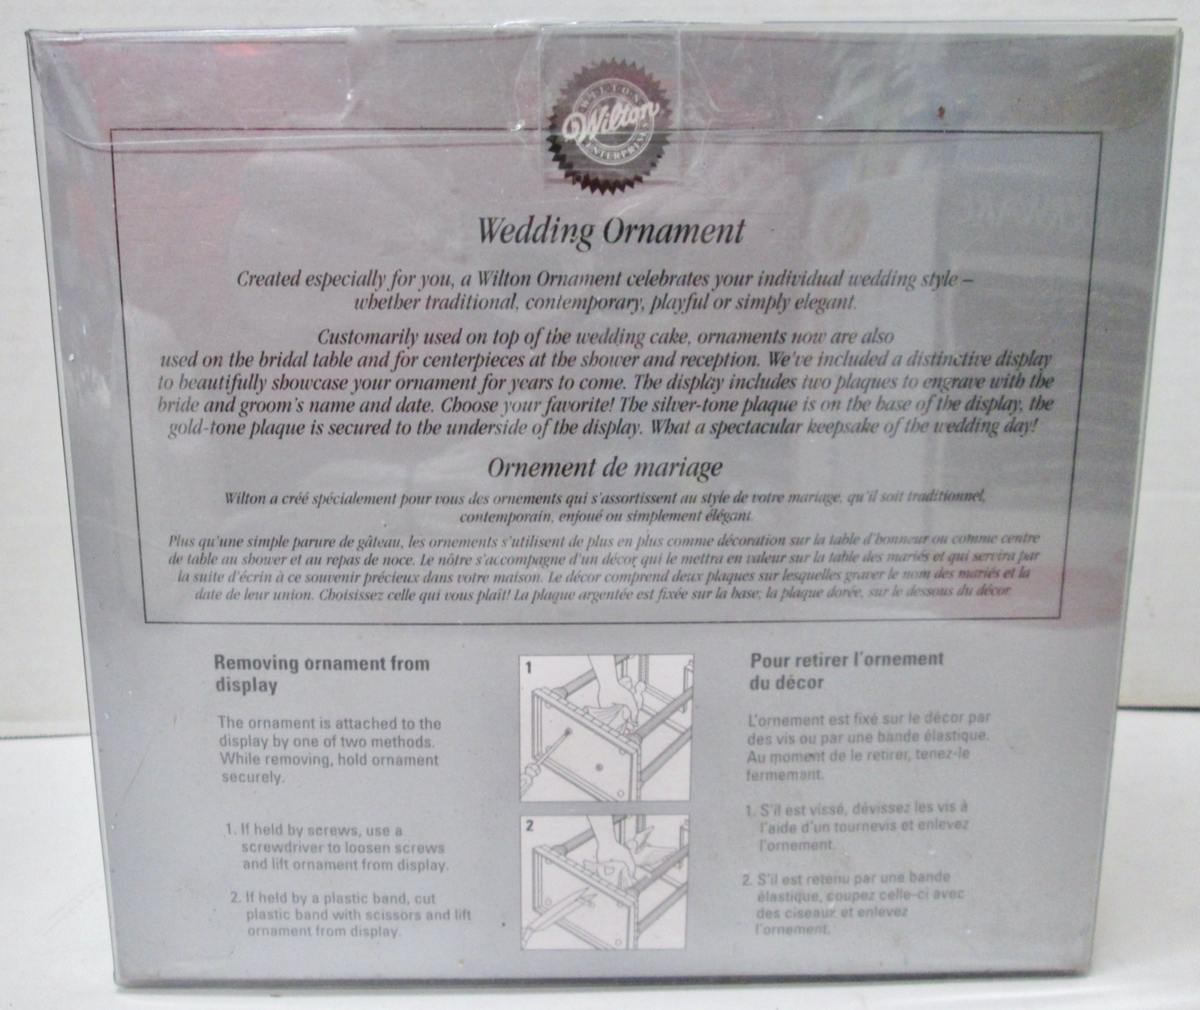 WILTON
Wilton
ENTERPRISES
Wedding Ornament
Created especially for you, a Wilton Ornament celebrates your individual wedding style –
whether traditional, contemporary, playful or simply elegant.
Customarily used on top of the wedding cake, ornaments now are also
used on the bridal table and for centerpieces at the shower and reception. We've included a distinctive display
to beautifully showcase your ornament for years to come. The display includes two plaques to engrave with the
bride and groom's name and date. Choose your favorite! The silver-tone plaque is on the base of the display, the
gold-tone plaque is secured to the underside of the display. What a spectacular keepsake of the wedding day!
Ornement de mariage
Wilton a créé spécialement pour vous des ornements qui s'assortissent au style de votre mariage, qu'il soit traditionnel,
contemporain, enjoué ou simplement élégant.
Plus qu'une simple parure de gâteau, les ornements s'utilisent de plus en plus comme décoration sur la table d'honneur ou comme centre
de table au shower et au repas de noce. Le nôtre s'accompagne d'un décor qui le mettra en valeur sur la table des mariés et qui servira par
la suite d'écrin à ce souvenir précieux dans votre maison. Le décor comprend deux plaques sur lesquelles graver le nom des mariés et la
date de leur union. Choisissez celle qui vous plaît! La plaque argentée est fixée sur la base; la plaque dorée, sur le dessous du décor.
Removing ornament from
display
The ornament is attached to the
display by one of two methods.
While removing, hold ornament
securely.
1. If held by screws, use a
screwdriver to loosen screws
and lift ornament from display.
2. If held by a plastic band, cut
plastic band with scissors and lift
ornament from display.
1
2
Pour retirer l'ornement
du décor
L'ornement est fixé sur le décor par
des vis ou par une bande élastique.
Au moment de le retirer, tenez-le
fermemant.
1. S'il est vissé, dévissez les vis à
l'aide d'un tournevis et enlevez
l'ornement.
2. S'il est retenu par une bande
élastique, coupez celle-ci avec
des ciseaux et enlevez
l'ornement.